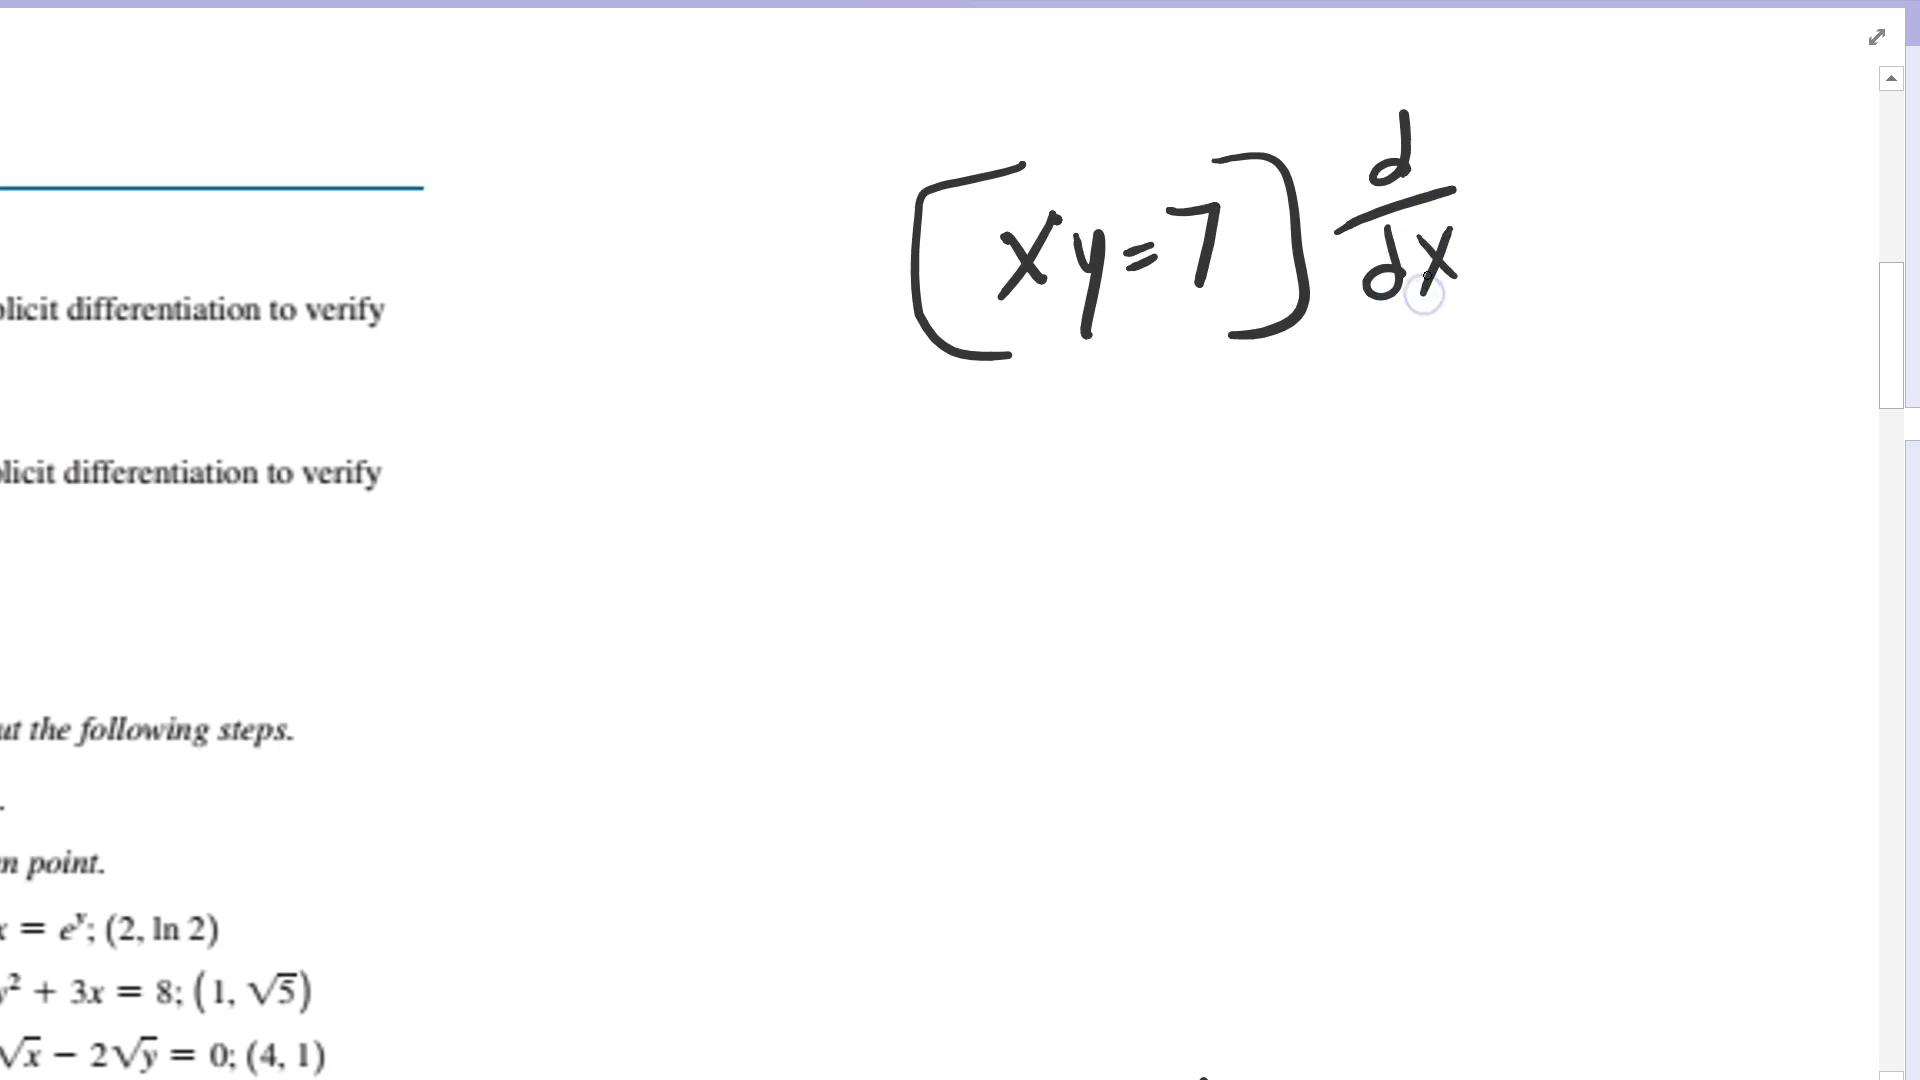 [xy=7] d/dx
licit differentiation to verify
licit differentiation to verify
the following steps.
point.
= e^y; (2, ln 2)
² + 3x = 8; (1, √5)
√x − 2√y = 0; (4, 1)